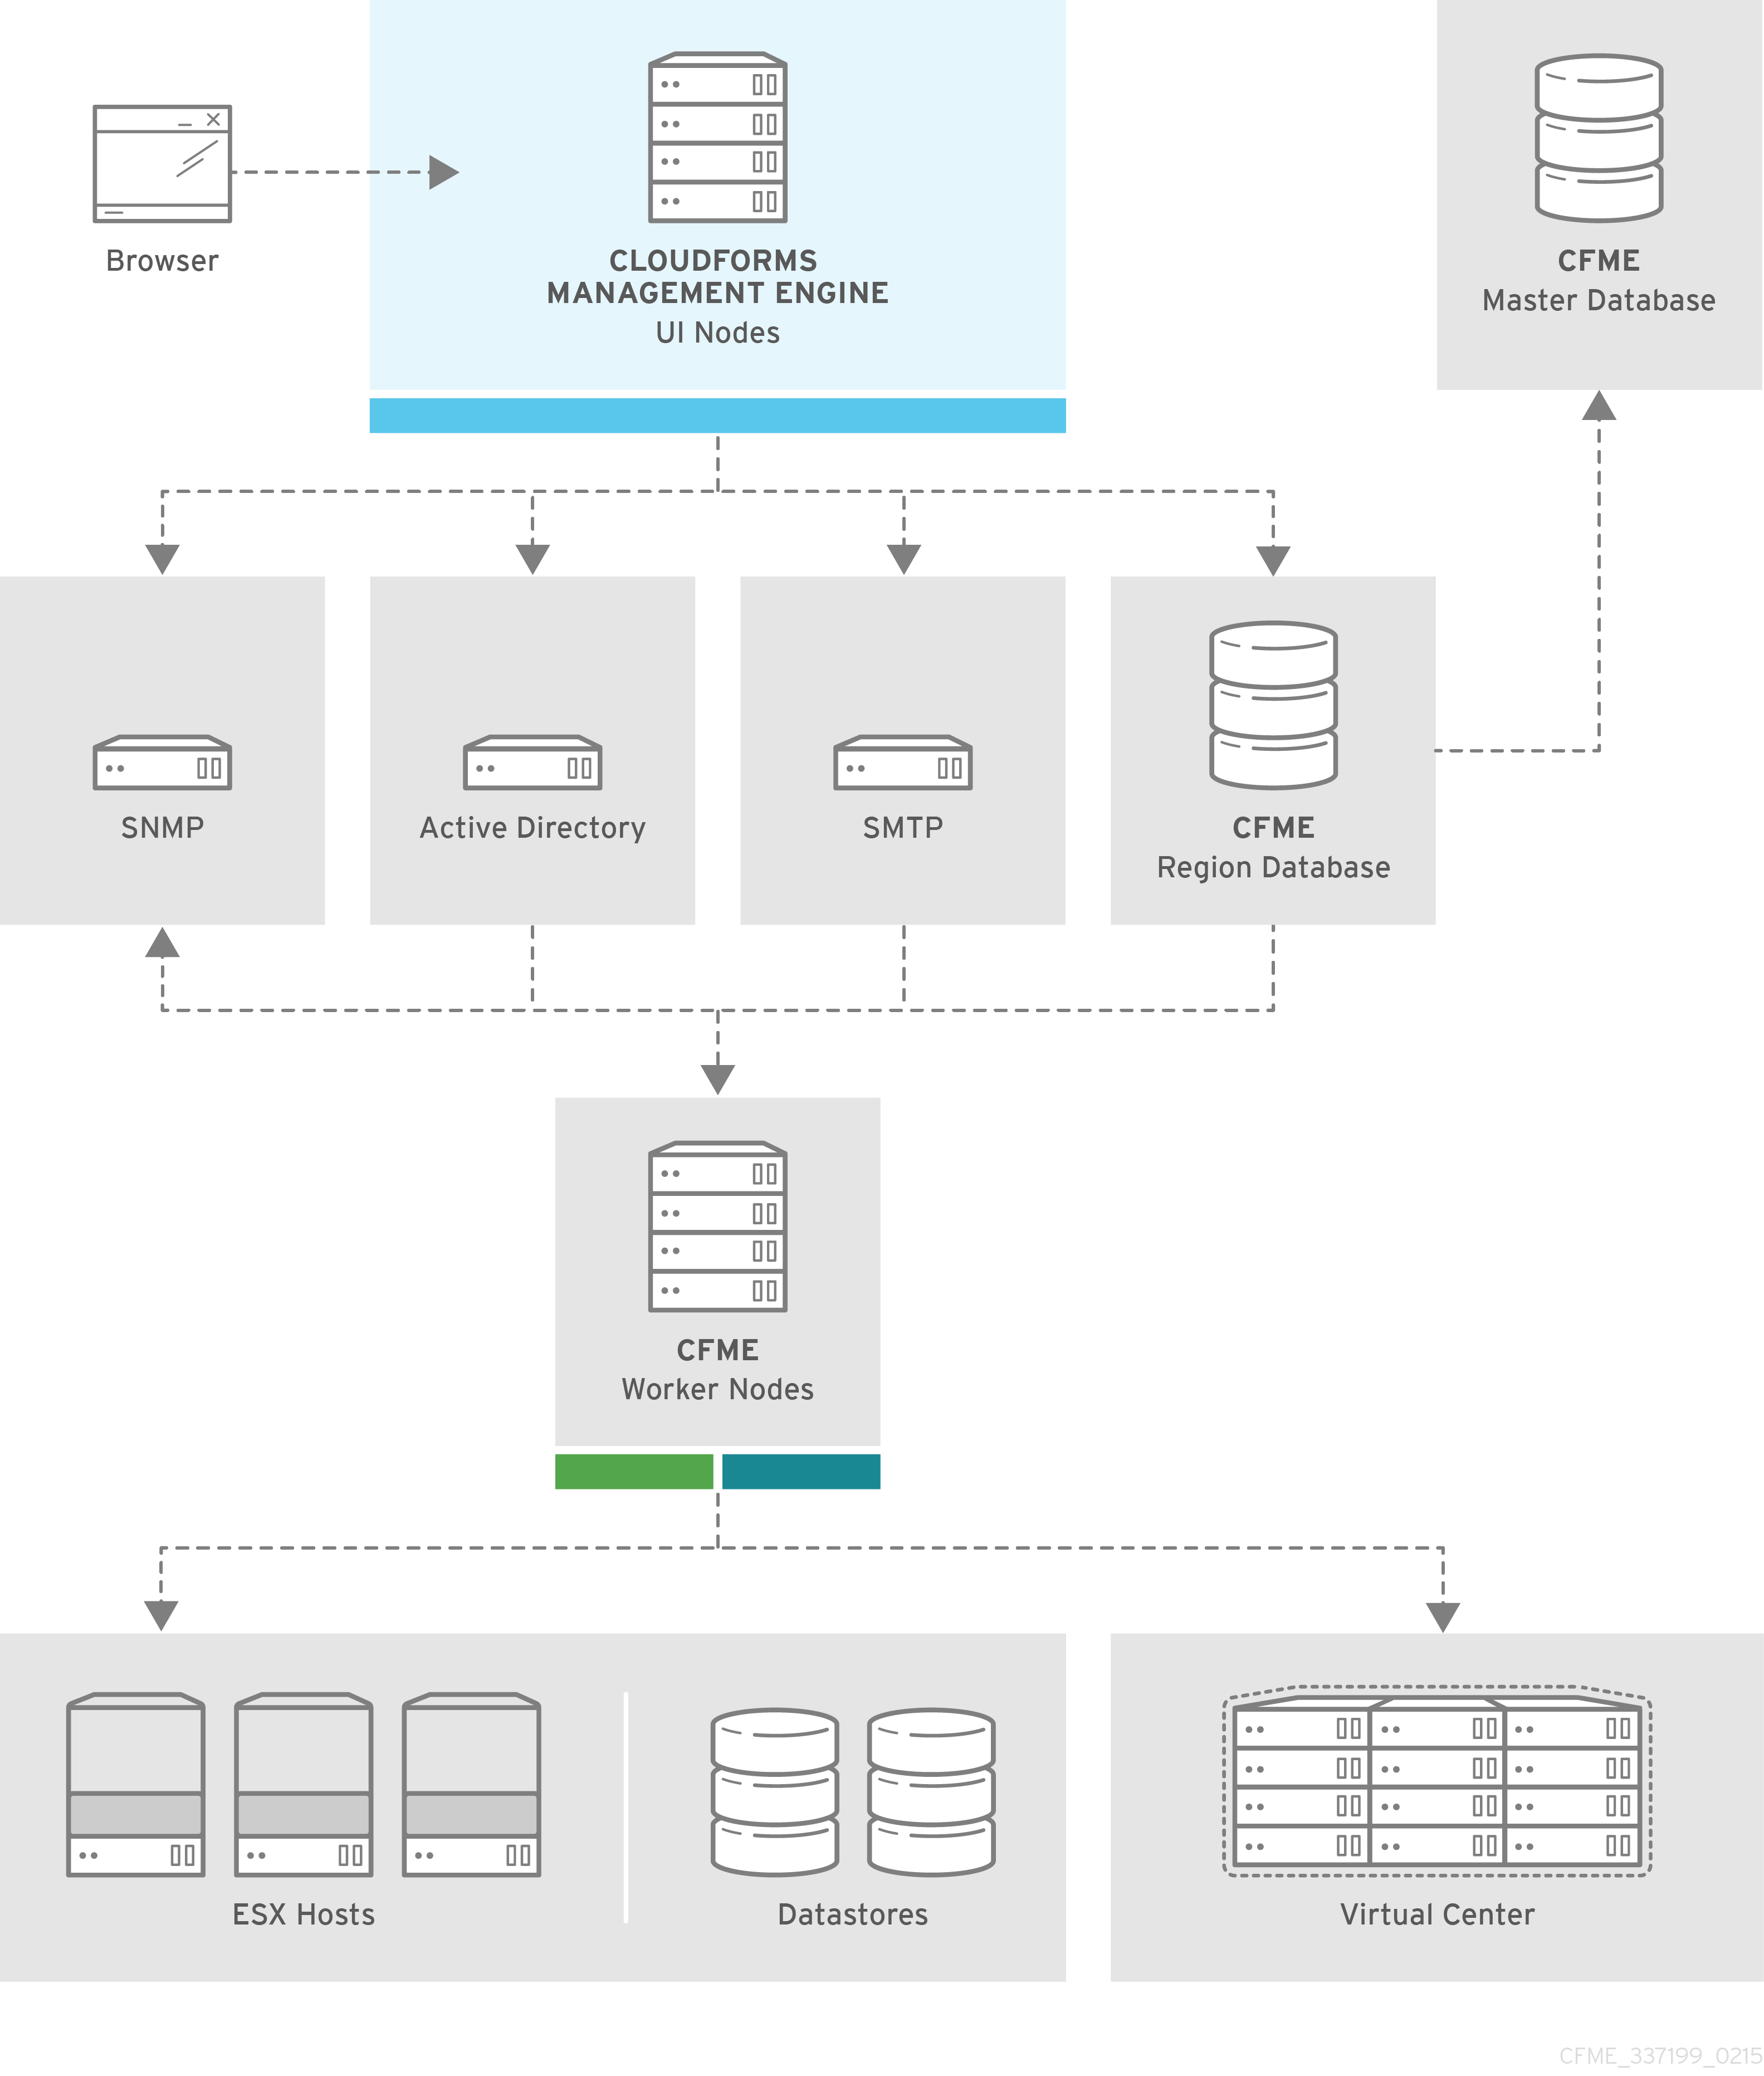 Browser
CLOUDFORMS
MANAGEMENT ENGINE
UI Nodes
CFME
Master Database
SNMP
Active Directory
SMTP
CFME
Region Database
CFME
Worker Nodes
ESX Hosts
Datastores
Virtual Center
CFME_337199_0215